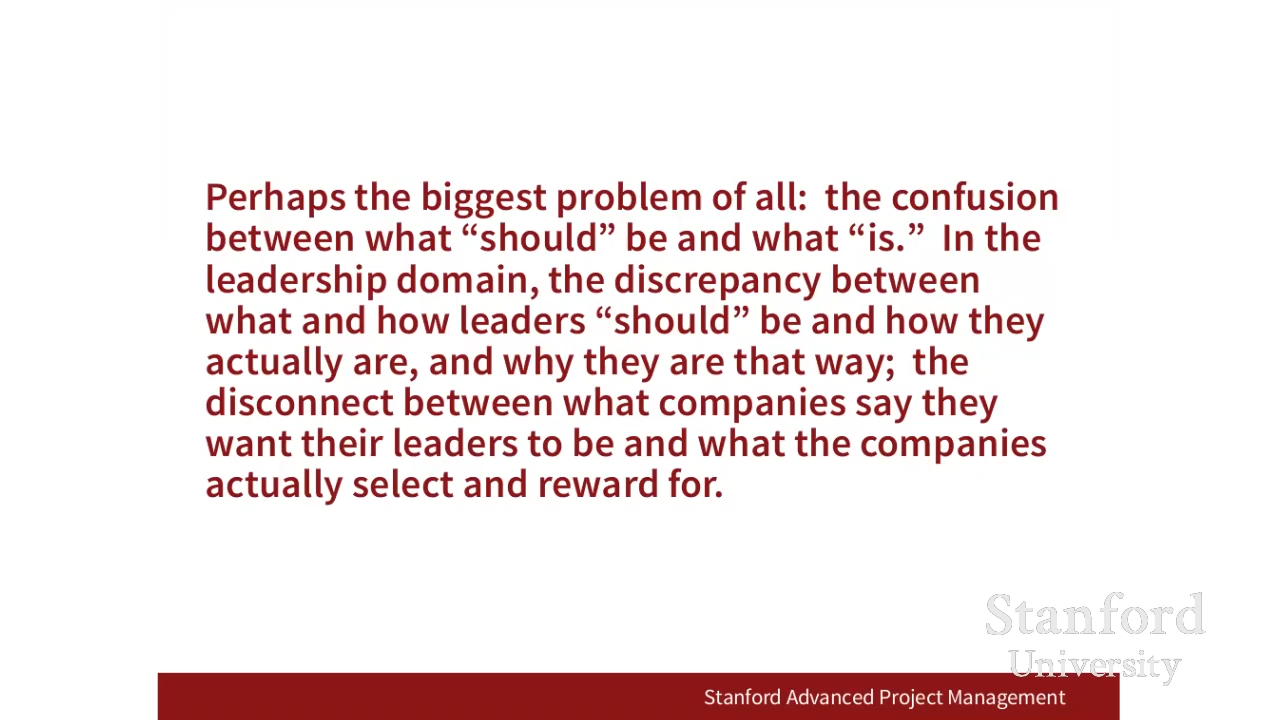 Perhaps the biggest problem of all:  the confusion
between what “should” be and what “is.”  In the
leadership domain, the discrepancy between
what and how leaders “should” be and how they
actually are, and why they are that way;  the
disconnect between what companies say they
want their leaders to be and what the companies
actually select and reward for.
Stanford
University
Stanford Advanced Project Management